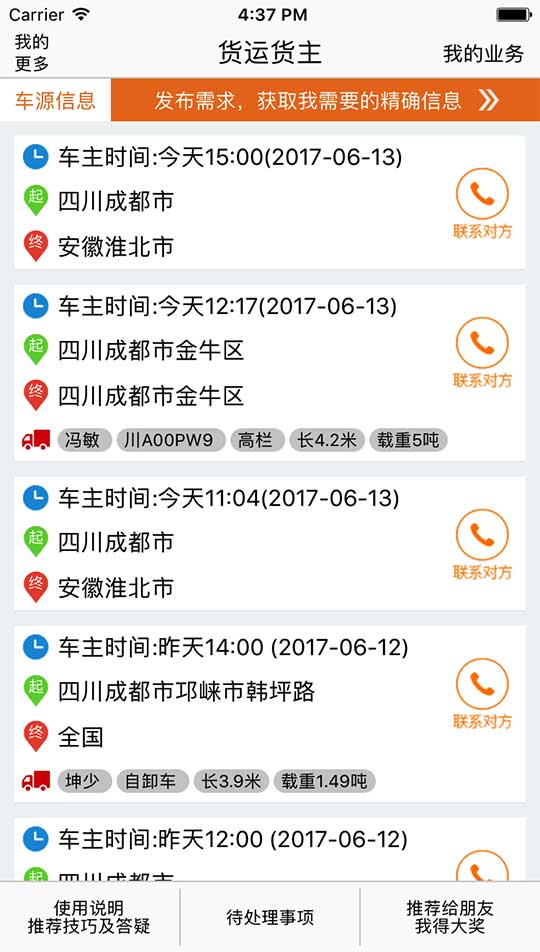 Carrier 4:37 PM
我的
更多
货运货主
我的业务
车源信息
发布需求，获取我需要的精确信息
车主时间:今天15:00(2017-06-13)
起 四川成都市
终 安徽淮北市
联系对方
车主时间:今天12:17(2017-06-13)
起 四川成都市金牛区
终 四川成都市金牛区
联系对方
冯敏 川A00PW9 高栏 长4.2米 载重5吨
车主时间:今天11:04(2017-06-13)
起 四川成都市
终 安徽淮北市
联系对方
车主时间:昨天14:00 (2017-06-12)
起 四川成都市邛崃市韩坪路
终 全国
联系对方
坤少 自卸车 长3.9米 载重1.49吨
车主时间:昨天12:00 (2017-06-12)
起 四川成都市
使用说明
推荐技巧及答疑
待处理事项
推荐给朋友
我得大奖